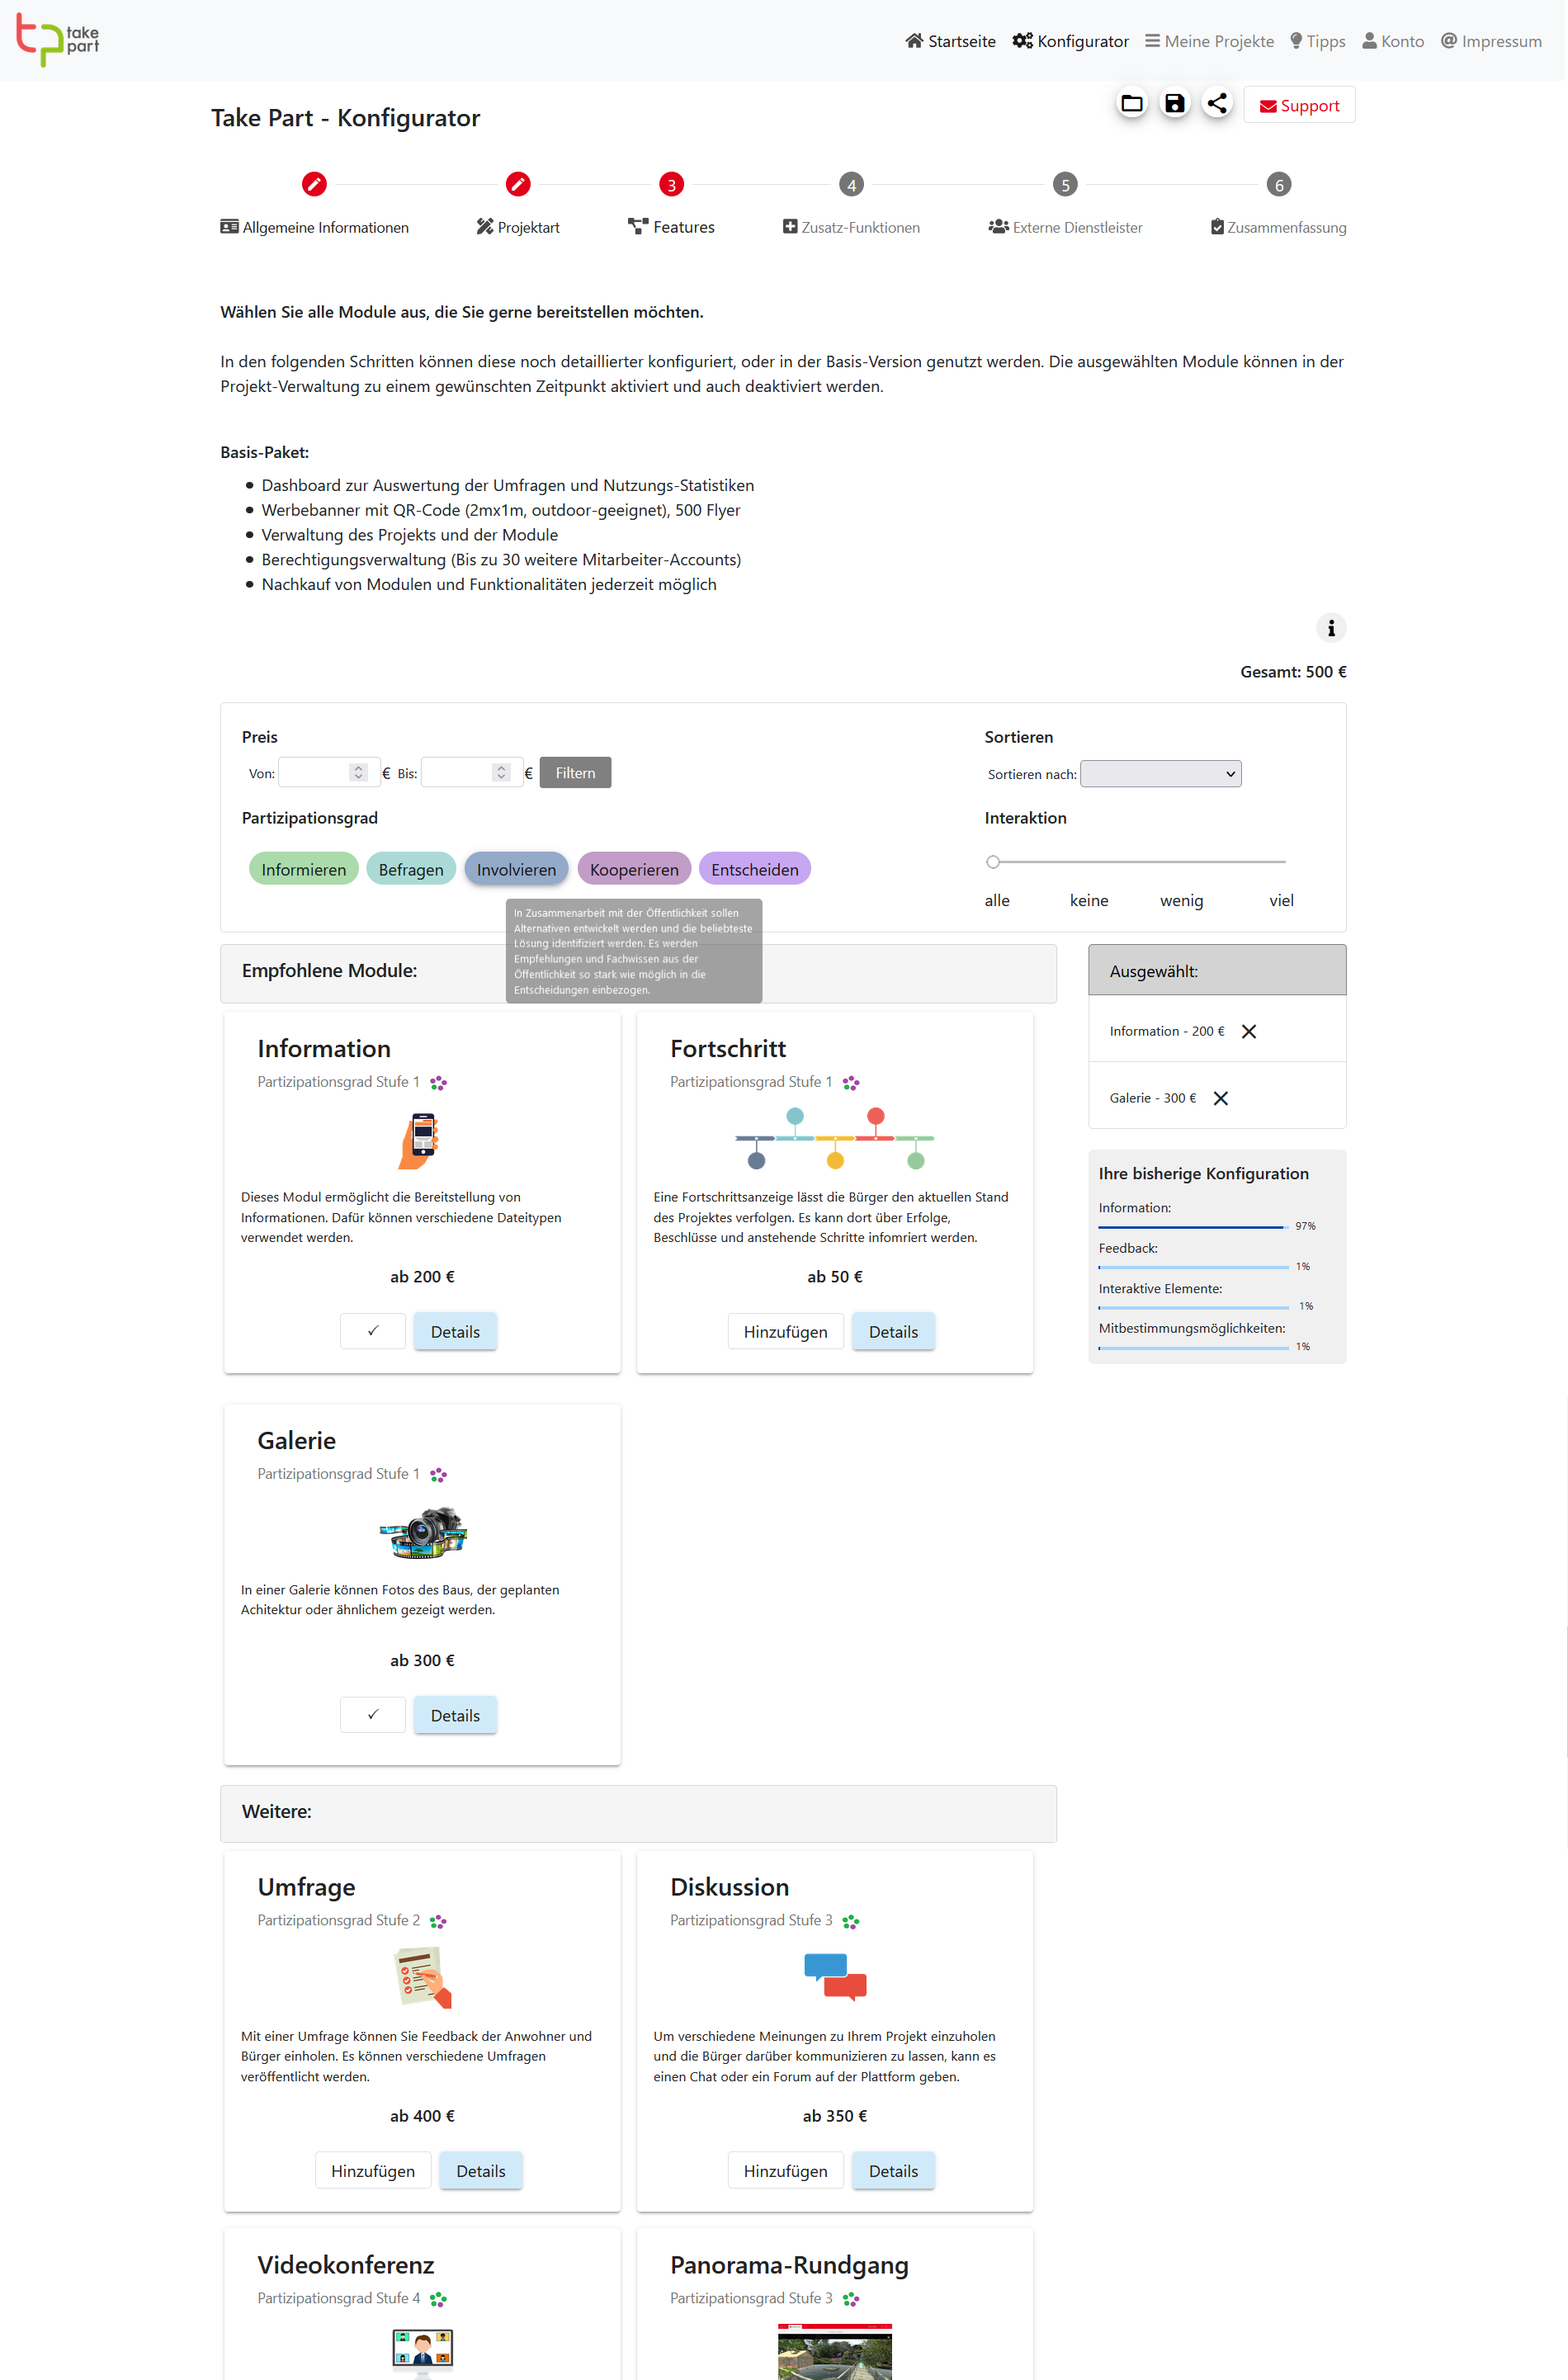 take
part
Startseite Konfigurator Meine Projekte Tipps Konto Impressum
Take Part - Konfigurator
Support
3 4 5 6
Allgemeine Informationen Projektart Features Zusatz-Funktionen Externe Dienstleister Zusammenfassung
Wählen Sie alle Module aus, die Sie gerne bereitstellen möchten.
In den folgenden Schritten können diese noch detaillierter konfiguriert, oder in der Basis-Version genutzt werden. Die ausgewählten Module können in der
Projekt-Verwaltung zu einem gewünschten Zeitpunkt aktiviert und auch deaktiviert werden.
Basis-Paket:
Dashboard zur Auswertung der Umfragen und Nutzungs-Statistiken
Werbebanner mit QR-Code (2mx1m, outdoor-geeignet), 500 Flyer
Verwaltung des Projekts und der Module
Berechtigungsverwaltung (Bis zu 30 weitere Mitarbeiter-Accounts)
Nachkauf von Modulen und Funktionalitäten jederzeit möglich
Gesamt: 500 €
Preis
Von: € Bis: € Filtern
Sortieren
Sortieren nach:
Partizipationsgrad
Informieren Befragen Involvieren Kooperieren Entscheiden
Interaktion
alle keine wenig viel
In Zusammenarbeit mit der Öffentlichkeit sollen
Alternativen entwickelt werden und die beliebteste
Lösung identifiziert werden. Es werden
Empfehlungen und Fachwissen aus der
Öffentlichkeit so stark wie möglich in die
Entscheidungen einbezogen.
Empfohlene Module:
Information
Partizipationsgrad Stufe 1
Dieses Modul ermöglicht die Bereitstellung von
Informationen. Dafür können verschiedene Dateitypen
verwendet werden.
ab 200 €
✓ Details
Fortschritt
Partizipationsgrad Stufe 1
Eine Fortschrittsanzeige lässt die Bürger den aktuellen Stand
des Projektes verfolgen. Es kann dort über Erfolge,
Beschlüsse und anstehende Schritte infomriert werden.
ab 50 €
Hinzufügen Details
Ausgewählt:
Information - 200 €
Galerie - 300 €
Ihre bisherige Konfiguration
Information:
97%
Feedback:
1%
Interaktive Elemente:
1%
Mitbestimmungsmöglichkeiten:
1%
Galerie
Partizipationsgrad Stufe 1
In einer Galerie können Fotos des Baus, der geplanten
Achitektur oder ähnlichem gezeigt werden.
ab 300 €
✓ Details
Weitere:
Umfrage
Partizipationsgrad Stufe 2
Mit einer Umfrage können Sie Feedback der Anwohner und
Bürger einholen. Es können verschiedene Umfragen
veröffentlicht werden.
ab 400 €
Hinzufügen Details
Diskussion
Partizipationsgrad Stufe 3
Um verschiedene Meinungen zu Ihrem Projekt einzuholen
und die Bürger darüber kommunizieren zu lassen, kann es
einen Chat oder ein Forum auf der Plattform geben.
ab 350 €
Hinzufügen Details
Videokonferenz
Partizipationsgrad Stufe 4
Panorama-Rundgang
Partizipationsgrad Stufe 3